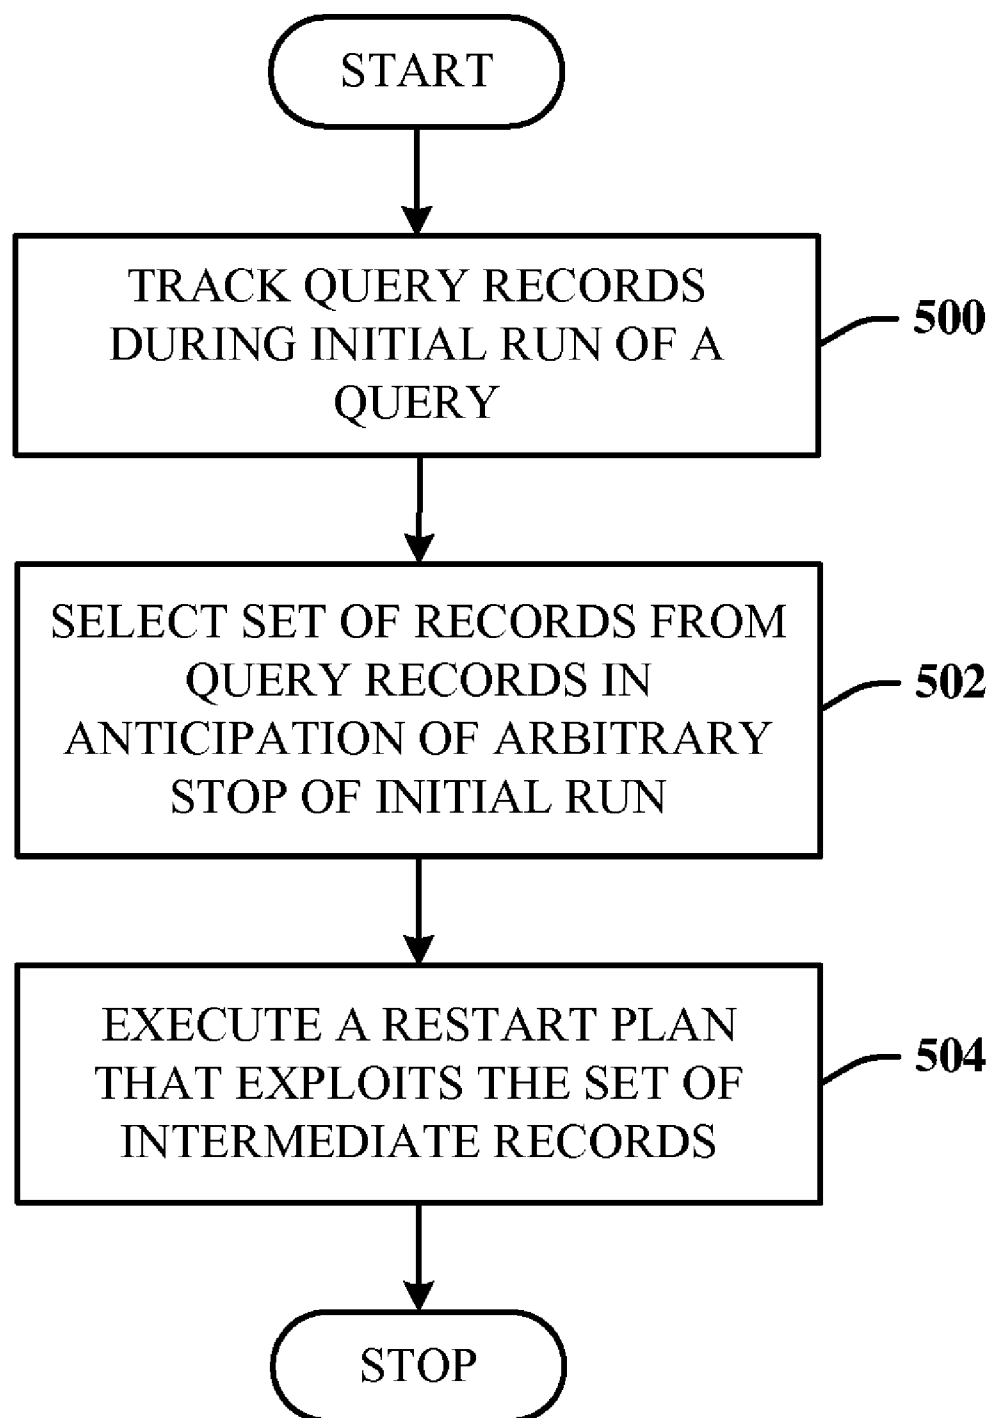 START
TRACK QUERY RECORDS
DURING INITIAL RUN OF A
QUERY
500
SELECT SET OF RECORDS FROM
QUERY RECORDS IN
ANTICIPATION OF ARBITRARY
STOP OF INITIAL RUN
502
EXECUTE A RESTART PLAN
THAT EXPLOITS THE SET OF
INTERMEDIATE RECORDS
504
STOP